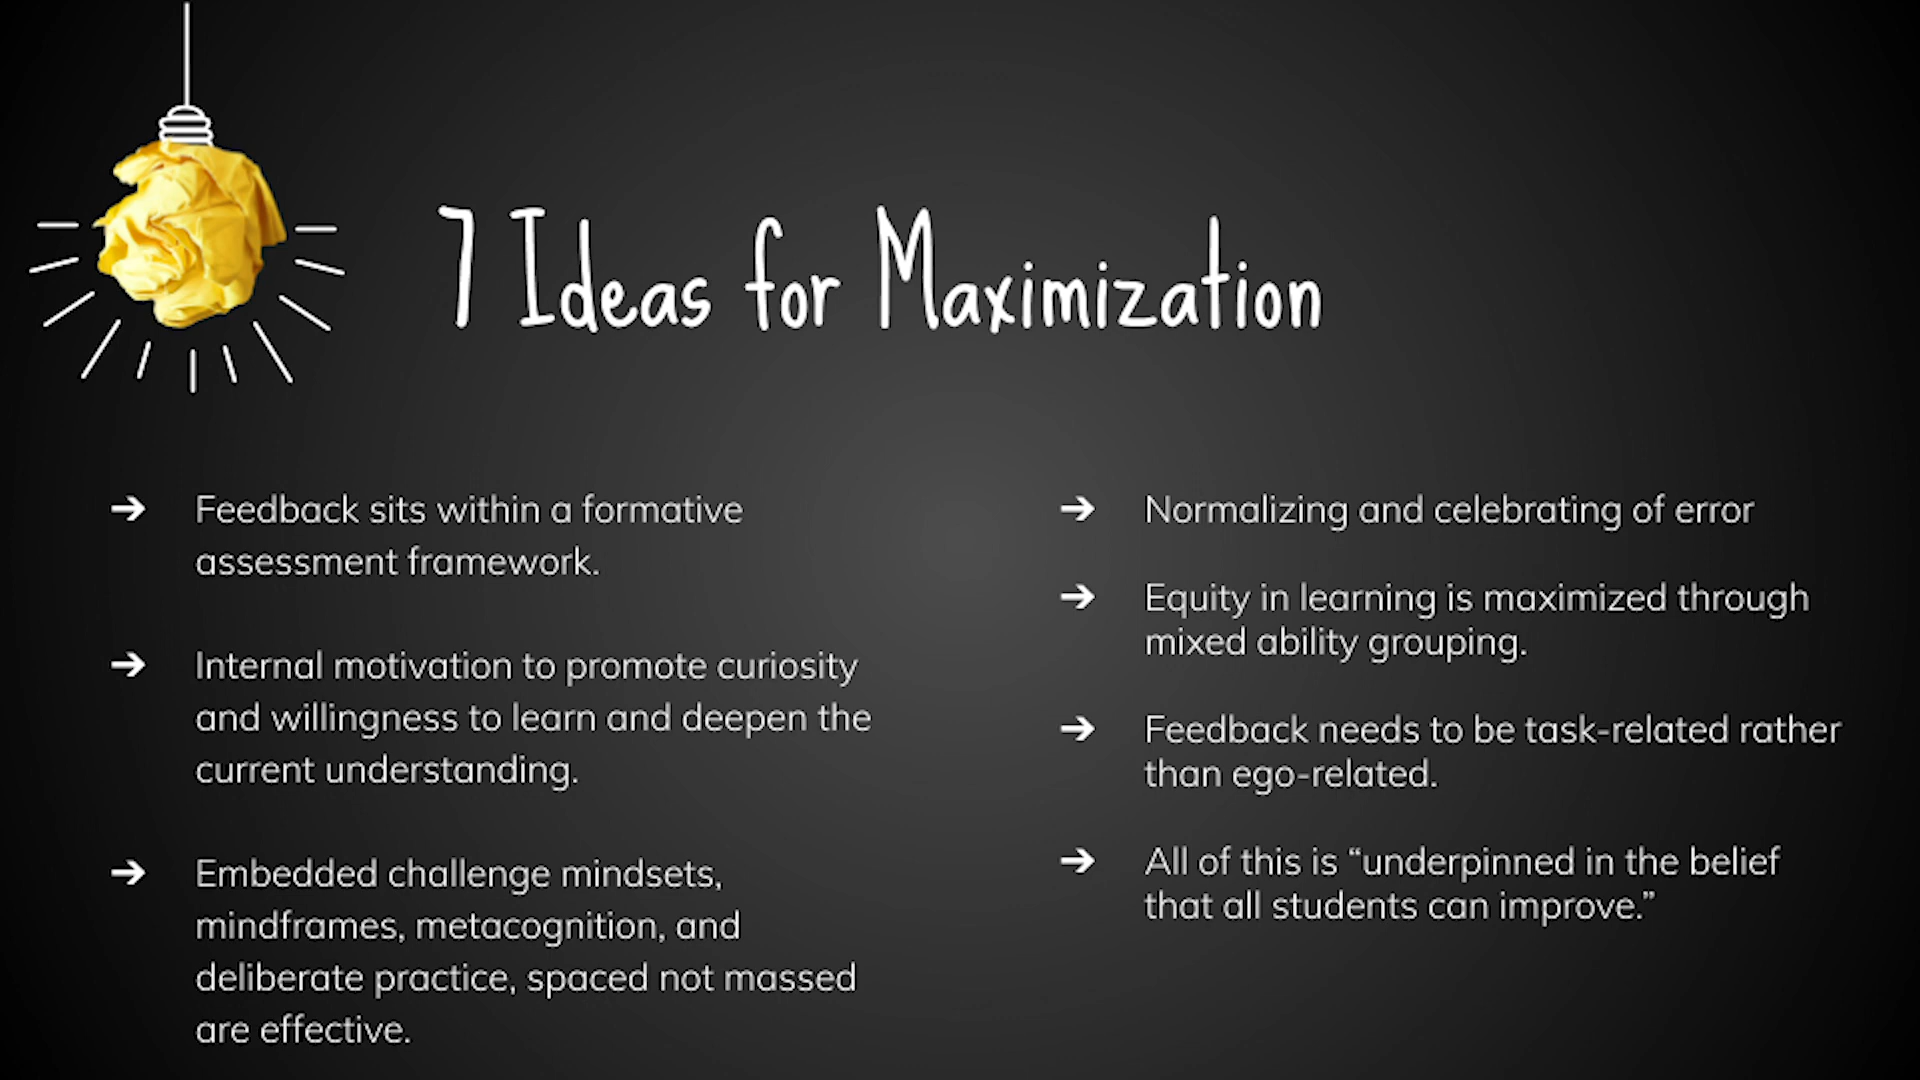 7 Ideas for Maximization
➔ Feedback sits within a formative
assessment framework.
➔ Internal motivation to promote curiosity
and willingness to learn and deepen the
current understanding.
➔ Embedded challenge mindsets,
mindframes, metacognition, and
deliberate practice, spaced not massed
are effective.
➔ Normalizing and celebrating of error
➔ Equity in learning is maximized through
mixed ability grouping.
➔ Feedback needs to be task-related rather
than ego-related.
➔ All of this is “underpinned in the belief
that all students can improve.”